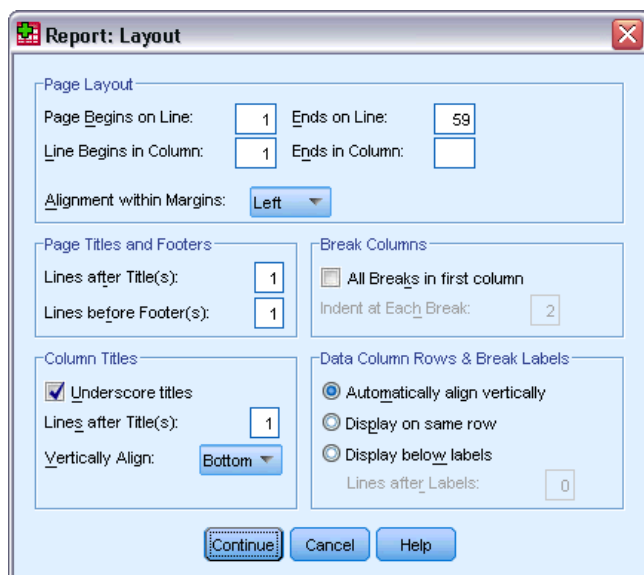 Report: Layout
Page Layout
Page Begins on Line: 1 Ends on Line: 59
Line Begins in Column: 1 Ends in Column:
Alignment within Margins: Left
Page Titles and Footers
Lines after Title(s): 1
Lines before Footer(s): 1
Break Columns
All Breaks in first column
Indent at Each Break: 2
Column Titles
Underscore titles
Lines after Title(s): 1
Vertically Align: Bottom
Data Column Rows & Break Labels
Automatically align vertically
Display on same row
Display below labels
Lines after Labels: 0
Continue Cancel Help